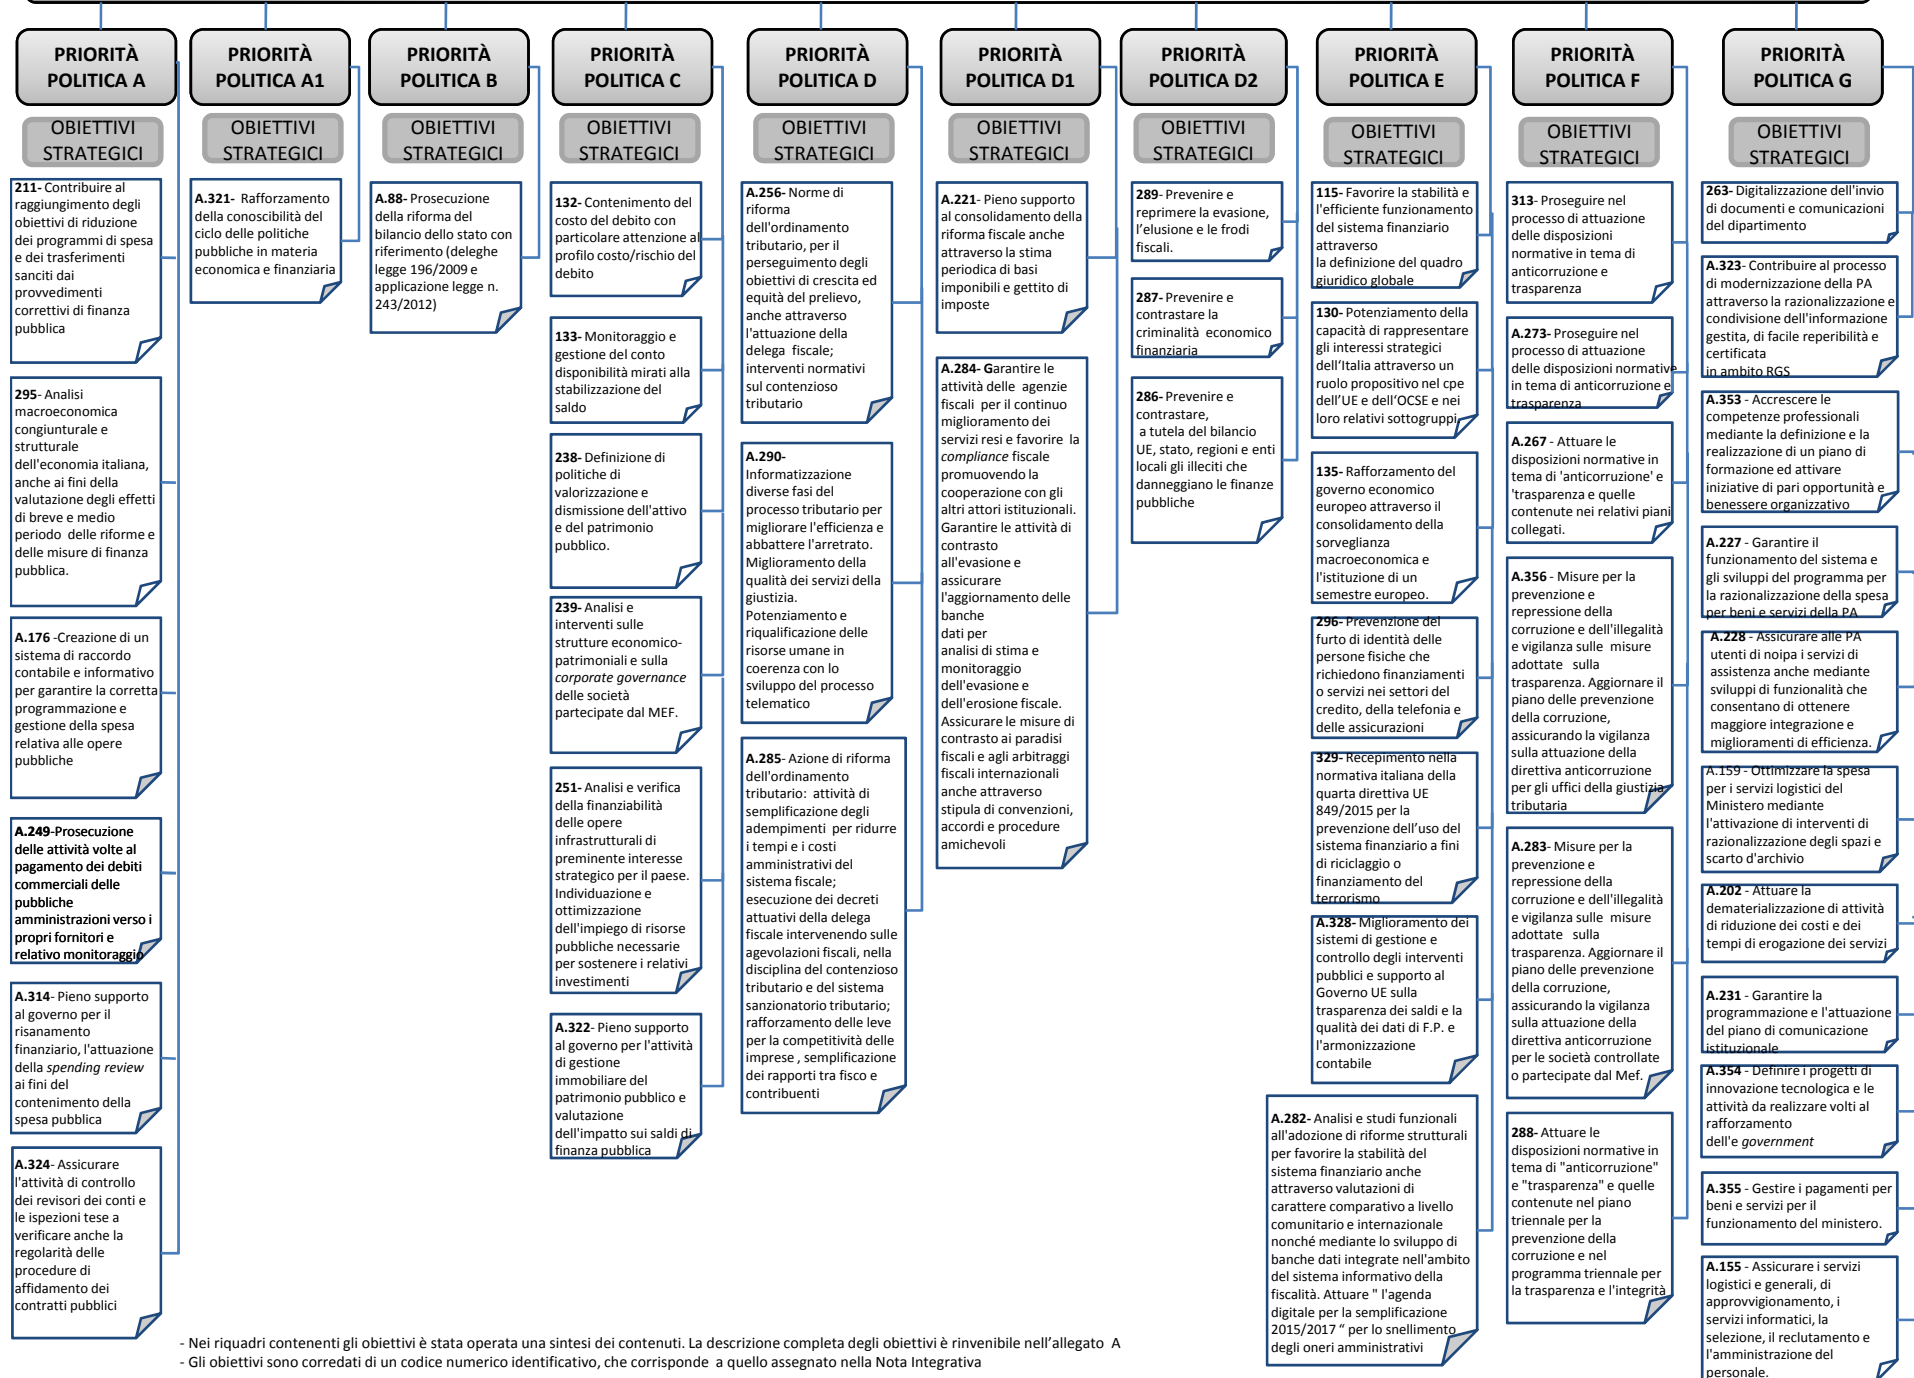 PRIORITÀ
POLITICA A
OBIETTIVI
STRATEGICI
211- Contribuire al
raggiungimento degli
obiettivi di riduzione
dei programmi di spesa
e dei trasferimenti
sanciti dai
provvedimenti
correttivi di finanza
pubblica
295- Analisi
macroeconomica
congiunturale e
strutturale
dell'economia italiana,
anche ai fini della
valutazione degli effetti
di breve e medio
periodo delle riforme e
delle misure di finanza
pubblica.
A.176 -Creazione di un
sistema di raccordo
contabile e informativo
per garantire la corretta
programmazione e
gestione della spesa
relativa alle opere
pubbliche
A.249-Prosecuzione
delle attività volte al
pagamento dei debiti
commerciali delle
pubbliche
amministrazioni verso i
propri fornitori e
relativo monitoraggio
A.314- Pieno supporto
al governo per il
risanamento
finanziario, l'attuazione
della spending review
ai fini del
contenimento della
spesa pubblica
A.324- Assicurare
l'attività di controllo
dei revisori dei conti e
le ispezioni tese a
verificare anche la
regolarità delle
procedure di
affidamento dei
contratti pubblici
PRIORITÀ
POLITICA A1
OBIETTIVI
STRATEGICI
A.321- Rafforzamento
della conoscibilità del
ciclo delle politiche
pubbliche in materia
economica e finanziaria
PRIORITÀ
POLITICA B
OBIETTIVI
STRATEGICI
A.88- Prosecuzione
della riforma del
bilancio dello stato con
riferimento (deleghe
legge 196/2009 e
applicazione legge n.
243/2012)
PRIORITÀ
POLITICA C
OBIETTIVI
STRATEGICI
132- Contenimento del
costo del debito con
particolare attenzione al
profilo costo/rischio del
debito
133- Monitoraggio e
gestione del conto
disponibilità mirati alla
stabilizzazione del
saldo
238- Definizione di
politiche di
valorizzazione e
dismissione dell'attivo
e del patrimonio
pubblico.
239- Analisi e
interventi sulle
strutture economico-
patrimoniali e sulla
corporate governance
delle società
partecipate dal MEF.
251- Analisi e verifica
della finanziabilità
delle opere
infrastrutturali di
preminente interesse
strategico per il paese.
Individuazione e
ottimizzazione
dell'impiego di risorse
pubbliche necessarie
per sostenere i relativi
investimenti
A.322- Pieno supporto
al governo per l'attività
di gestione
immobiliare del
patrimonio pubblico e
valutazione
dell'impatto sui saldi di
finanza pubblica
PRIORITÀ
POLITICA D
OBIETTIVI
STRATEGICI
A.256- Norme di
riforma
dell'ordinamento
tributario, per il
perseguimento degli
obiettivi di crescita ed
equità del prelievo,
anche attraverso
l'attuazione della
delega fiscale;
interventi normativi
sul contenzioso
tributario
A.290-
Informatizzazione
diverse fasi del
processo tributario per
migliorare l'efficienza e
abbattere l'arretrato.
Miglioramento della
qualità dei servizi della
giustizia.
Potenziamento e
riqualificazione delle
risorse umane in
coerenza con lo
sviluppo del processo
telematico
A.285- Azione di riforma
dell'ordinamento
tributario: attività di
semplificazione degli
adempimenti per ridurre
i tempi e i costi
amministrativi del
sistema fiscale;
esecuzione dei decreti
attuativi della delega
fiscale intervenendo sulle
agevolazioni fiscali, nella
disciplina del contenzioso
tributario e del sistema
sanzionatorio tributario;
rafforzamento delle leve
per la competitività delle
imprese , semplificazione
dei rapporti tra fisco e
contribuenti
PRIORITÀ
POLITICA D1
OBIETTIVI
STRATEGICI
A.221- Pieno supporto
al consolidamento della
riforma fiscale anche
attraverso la stima
periodica di basi
imponibili e gettito di
imposte
A.284- Garantire le
attività delle agenzie
fiscali per il continuo
miglioramento dei
servizi resi e favorire la
compliance fiscale
promuovendo la
cooperazione con gli
altri attori istituzionali.
Garantire le attività di
contrasto
all'evasione e
assicurare
l'aggiornamento delle
banche
dati per
analisi di stima e
monitoraggio
dell'evasione e
dell'erosione fiscale.
Assicurare le misure di
contrasto ai paradisi
fiscali e agli arbitraggi
fiscali internazionali
anche attraverso
stipula di convenzioni,
accordi e procedure
amichevoli
PRIORITÀ
POLITICA D2
OBIETTIVI
STRATEGICI
289- Prevenire e
reprimere la evasione,
l'elusione e le frodi
fiscali.
287- Prevenire e
contrastare la
criminalità economico
finanziaria
286- Prevenire e
contrastare,
a tutela del bilancio
UE, stato, regioni e enti
locali gli illeciti che
danneggiano le finanze
pubbliche
PRIORITÀ
POLITICA E
OBIETTIVI
STRATEGICI
115- Favorire la stabilità e
l'efficiente funzionamento
del sistema finanziario
attraverso
la definizione del quadro
giuridico globale
130- Potenziamento della
capacità di rappresentare
gli interessi strategici
dell'Italia attraverso un
ruolo propositivo nel cpe
dell'UE e dell'OCSE e nei
loro relativi sottogruppi.
135- Rafforzamento del
governo economico
europeo attraverso il
consolidamento della
sorveglianza
macroeconomica e
l'istituzione di un
semestre europeo.
296- Prevenzione del
furto di identità delle
persone fisiche che
richiedono finanziamenti
o servizi nei settori del
credito, della telefonia e
delle assicurazioni
329- Recepimento nella
normativa italiana della
quarta direttiva UE
849/2015 per la
prevenzione dell'uso del
sistema finanziario a fini
di riciclaggio o
finanziamento del
terrorismo
A.328- Miglioramento dei
sistemi di gestione e
controllo degli interventi
pubblici e supporto al
Governo UE sulla
trasparenza dei saldi e la
qualità dei dati di F.P. e
l'armonizzazione
contabile
A.282- Analisi e studi funzionali
all'adozione di riforme strutturali
per favorire la stabilità del
sistema finanziario anche
attraverso valutazioni di
carattere comparativo a livello
comunitario e internazionale
nonché mediante lo sviluppo di
banche dati integrate nell'ambito
del sistema informativo della
fiscalità. Attuare " l'agenda
digitale per la semplificazione
2015/2017 “ per lo snellimento
degli oneri amministrativi
PRIORITÀ
POLITICA F
OBIETTIVI
STRATEGICI
313- Proseguire nel
processo di attuazione
delle disposizioni
normative in tema di
anticorruzione e
trasparenza
A.273- Proseguire nel
processo di attuazione
delle disposizioni normative
in tema di anticorruzione e
trasparenza
A.267 - Attuare le
disposizioni normative in
tema di 'anticorruzione' e
'trasparenza e quelle
contenute nei relativi piani
collegati.
A.356 - Misure per la
prevenzione e
repressione della
corruzione e dell'illegalità
e vigilanza sulle misure
adottate sulla
trasparenza. Aggiornare il
piano delle prevenzione
della corruzione,
assicurando la vigilanza
sulla attuazione della
direttiva anticorruzione
per gli uffici della giustizia
tributaria
A.283- Misure per la
prevenzione e
repressione della
corruzione e dell'illegalità
e vigilanza sulle misure
adottate sulla
trasparenza. Aggiornare il
piano delle prevenzione
della corruzione,
assicurando la vigilanza
sulla attuazione della
direttiva anticorruzione
per le società controllate
o partecipate dal Mef.
288- Attuare le
disposizioni normative in
tema di "anticorruzione"
e "trasparenza" e quelle
contenute nel piano
triennale per la
prevenzione della
corruzione e nel
programma triennale per
la trasparenza e l'integrità
PRIORITÀ
POLITICA G
OBIETTIVI
STRATEGICI
263- Digitalizzazione dell'invio
di documenti e comunicazioni
del dipartimento
A.323- Contribuire al processo
di modernizzazione della PA
attraverso la razionalizzazione e
condivisione dell'informazione
gestita, di facile reperibilità e
certificata
in ambito RGS
A.353 - Accrescere le
competenze professionali
mediante la definizione e la
realizzazione di un piano di
formazione ed attivare
iniziative di pari opportunità e
benessere organizzativo
A.227 - Garantire il
funzionamento del sistema e
gli sviluppi del programma per
la razionalizzazione della spesa
per beni e servizi della PA
A.228 - Assicurare alle PA
utenti di noipa i servizi di
assistenza anche mediante
sviluppi di funzionalità che
consentano di ottenere
maggiore integrazione e
miglioramenti di efficienza.
A.159 - Ottimizzare la spesa
per i servizi logistici del
Ministero mediante
l'attivazione di interventi di
razionalizzazione degli spazi e
scarto d'archivio
A.202 - Attuare la
dematerializzazione di attività
di riduzione dei costi e dei
tempi di erogazione dei servizi
A.231 - Garantire la
programmazione e l'attuazione
del piano di comunicazione
istituzionale
A.354 - Definire i progetti di
innovazione tecnologica e le
attività da realizzare volti al
rafforzamento
dell'e government
A.355 - Gestire i pagamenti per
beni e servizi per il
funzionamento del ministero.
A.155 - Assicurare i servizi
logistici e generali, di
approvvigionamento, i
servizi informatici, la
selezione, il reclutamento e
l'amministrazione del
personale.
- Nei riquadri contenenti gli obiettivi è stata operata una sintesi dei contenuti. La descrizione completa degli obiettivi è rinvenibile nell'allegato A
- Gli obiettivi sono corredati di un codice numerico identificativo, che corrisponde a quello assegnato nella Nota Integrativa